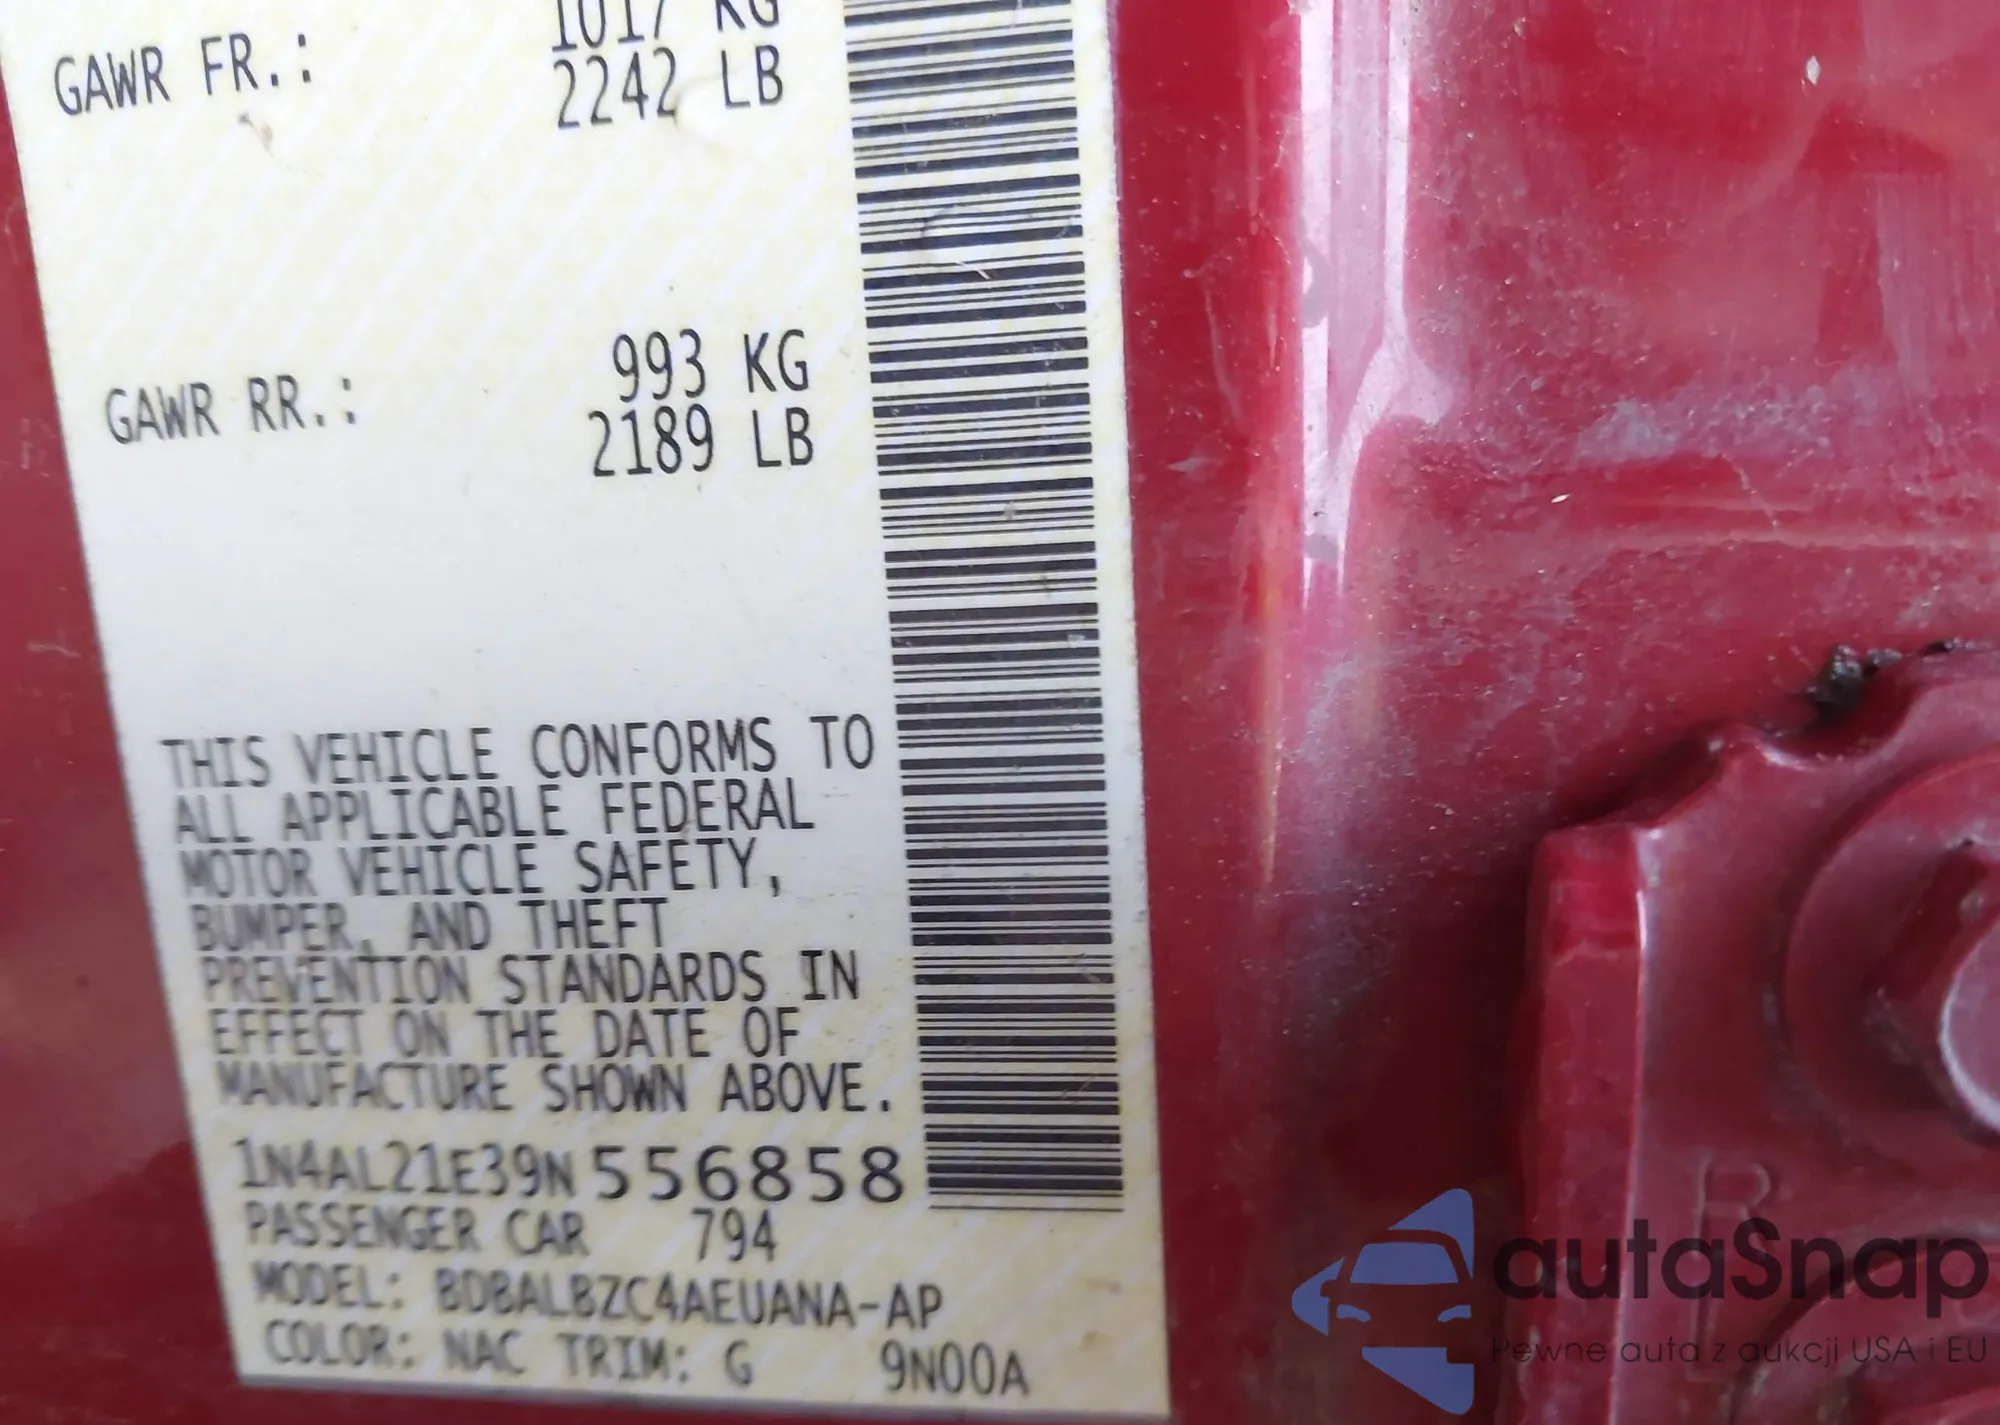 GAWR FR.: 1017 KG
2242 LB
993 KG
GAWR RR.: 2189 LB
THIS VEHICLE CONFORMS TO
ALL APPLICABLE FEDERAL
MOTOR VEHICLE SAFETY,
BUMPER, AND THEFT
PREVENTION STANDARDS IN
EFFECT ON THE DATE OF
MANUFACTURE SHOWN ABOVE.
1N4AL21E39N556858
PASSENGER CAR 794
MODEL: BDBALBZC4AEUANA-AP
COLOR: NAC TRIM: G 9N00A
R
autaSnap
Pewne auta z aukcji USA i EU